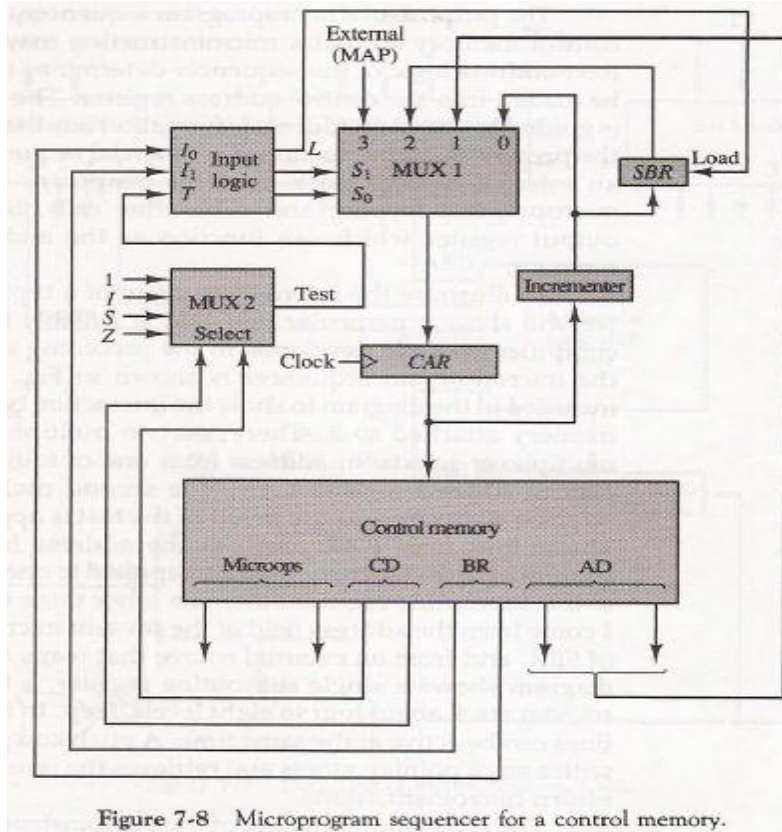 External
(MAP)
3 2 1 0
I0
Input
L
MUX 1
SBR
Load
I1
logic
S1
T
S0
1
I
MUX 2
Test
Incrementer
S
Z
Select
Clock
CAR
Control memory
Microops CD BR AD
Figure 7-8 Microprogram sequencer for a control memory.